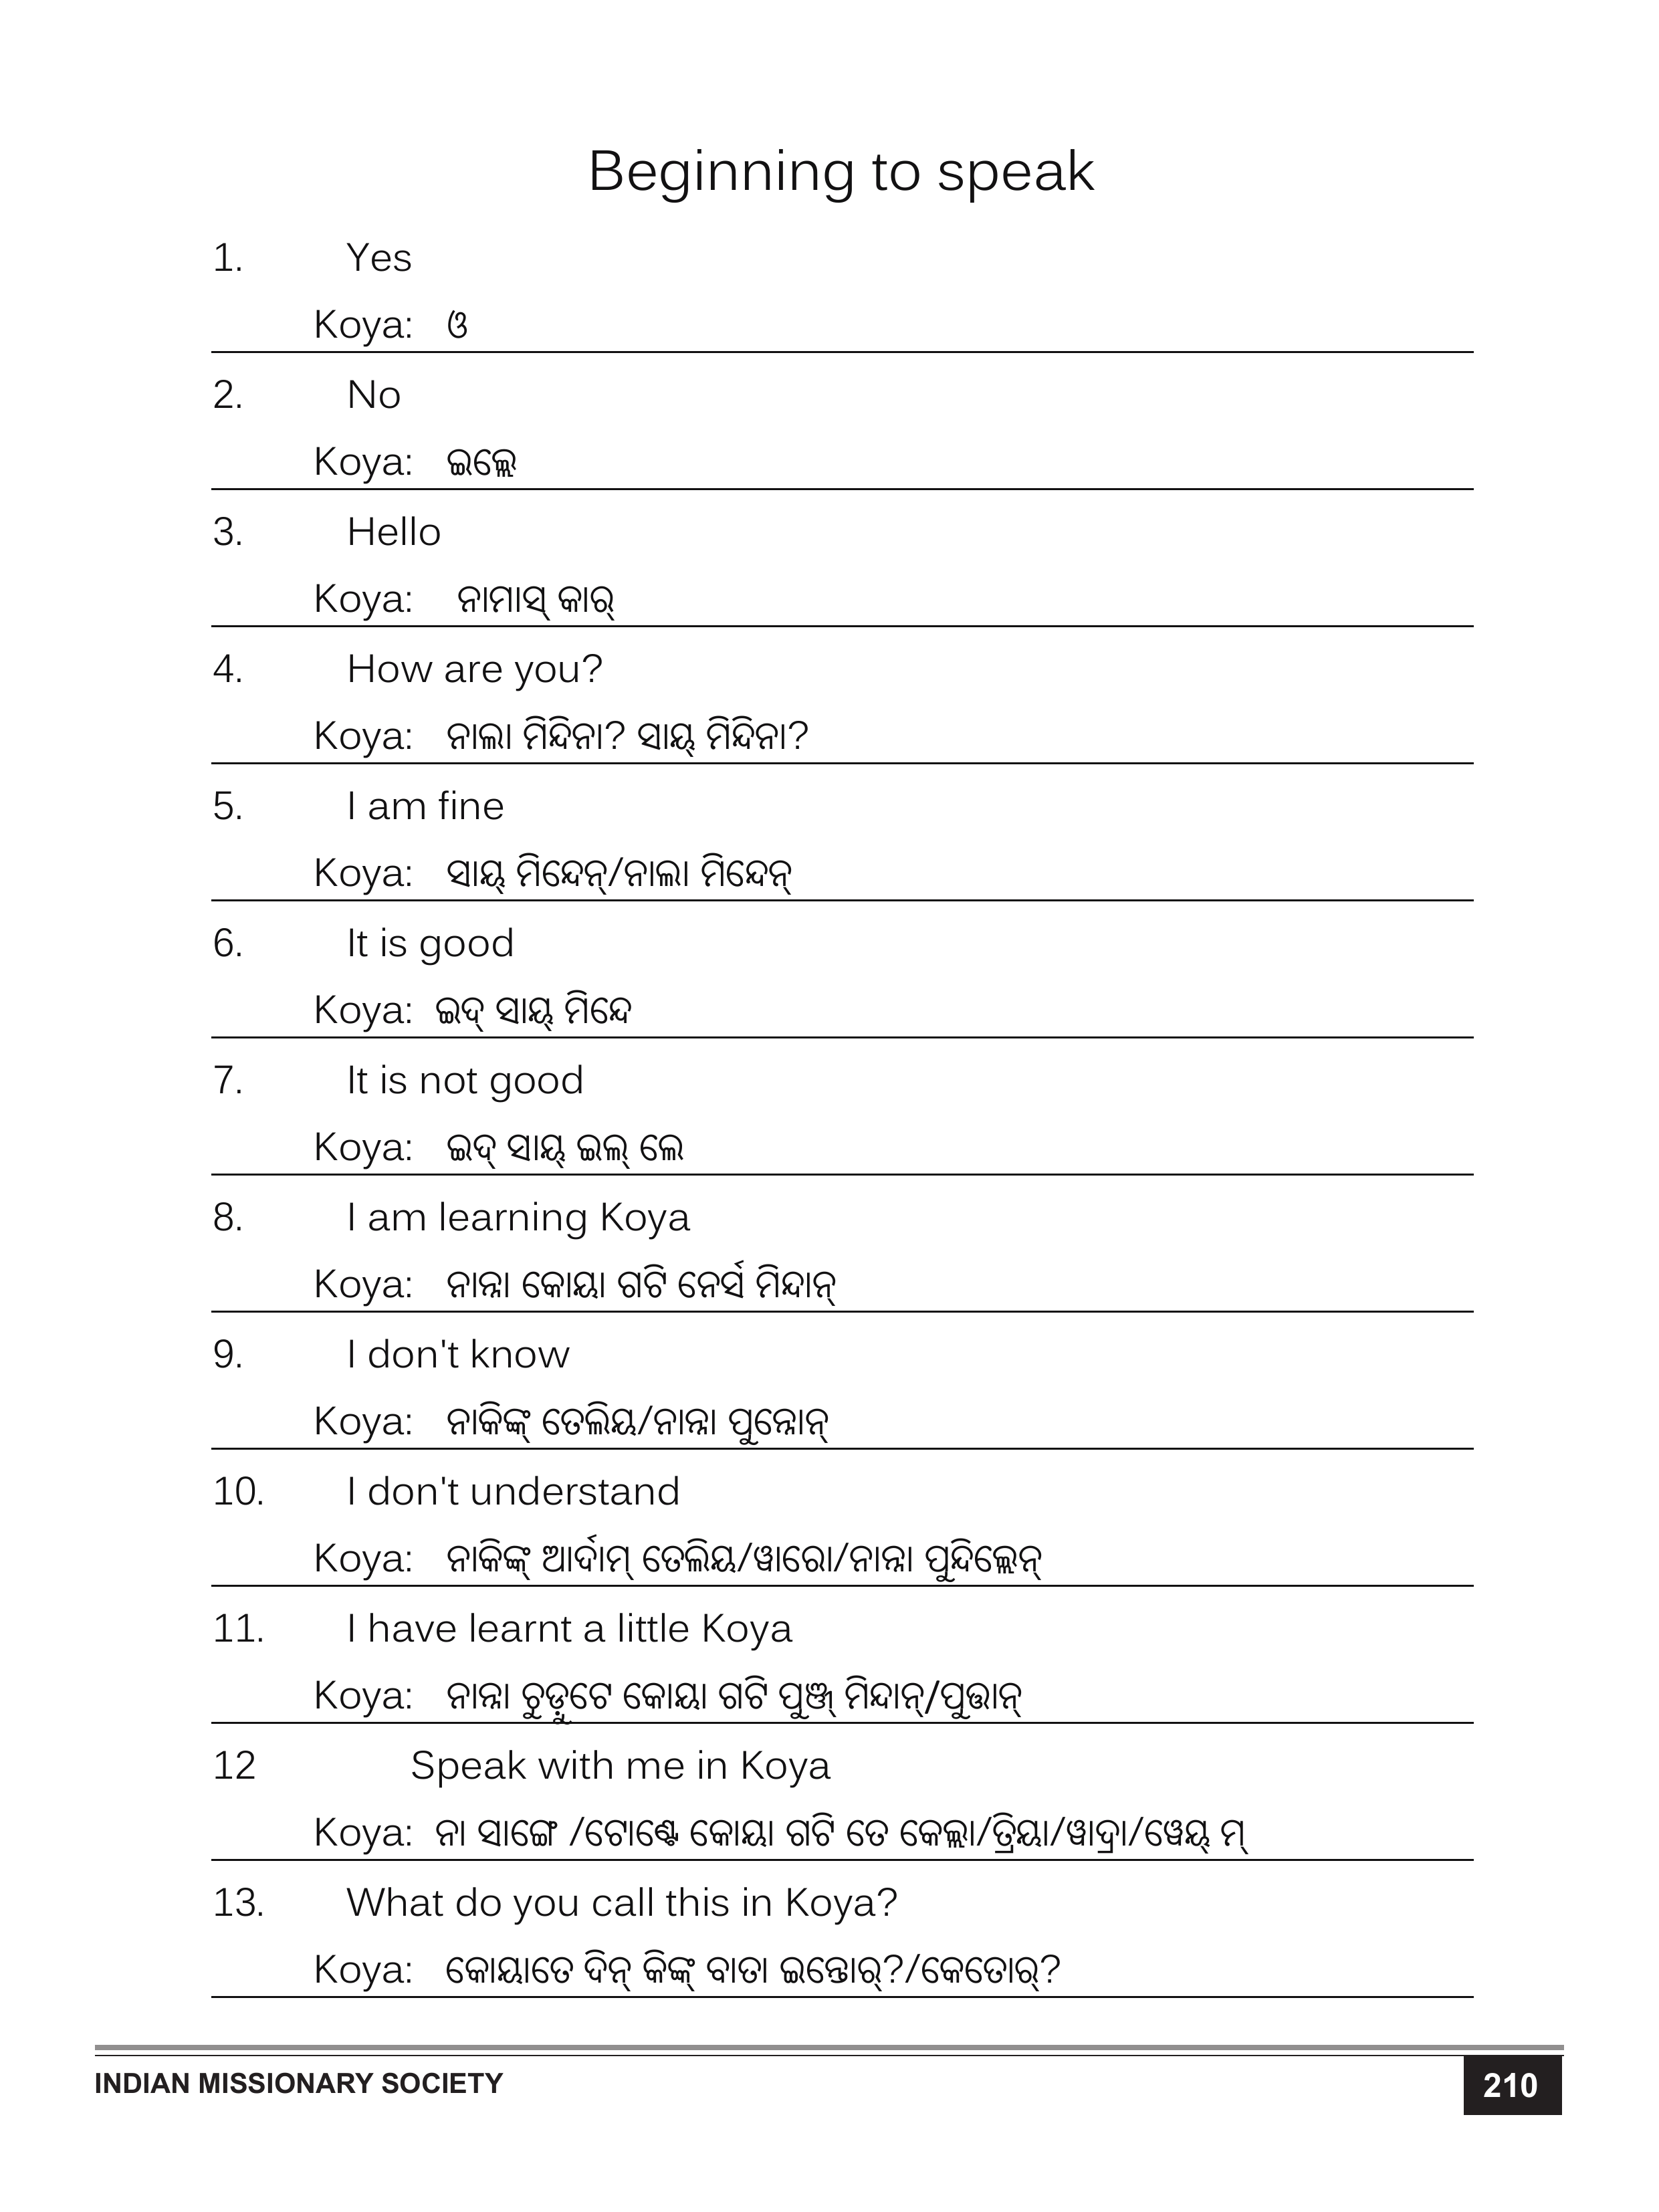 Beginning to speak
1. Yes
Koya: ଓ
2. No
Koya: ଇଲ୍ଲେ
3. Hello
Koya: ନାମାସ୍ କାର୍
4. How are you?
Koya: ନାଲା ମିନ୍ଦିନା? ସାୟ୍ ମିନ୍ଦିନା?
5. I am fine
Koya: ସାୟ୍ ମିନ୍ଦେନ୍/ନାଲା ମିନ୍ଦେନ୍
6. It is good
Koya: ଇଦ୍ ସାୟ୍ ମିନ୍ଦେ
7. It is not good
Koya: ଇଦ୍ ସାୟ୍ ଇଲ୍ ଲେ
8. I am learning Koya
Koya: ନାନ୍ନା କୋୟା ଗଟି ନେର୍ସ ମିନ୍ଦାନ୍
9. I don't know
Koya: ନାକିଙ୍କ୍ ତେଲିୟ/ନାନ୍ନା ପୁନ୍ନୋନ୍
10. I don't understand
Koya: ନାକିଙ୍କ୍ ଆର୍ଦାମ୍ ତେଲିୟ/ୱାରୋ/ନାନ୍ନା ପୁନ୍ଦିଲ୍ଲେନ୍
11. I have learnt a little Koya
Koya: ନାନ୍ନା ଚୁଡ଼ୁଟେ କୋୟା ଗଟି ପୁଞ୍ଜ୍ ମିନ୍ଦାନ୍/ପୁତ୍ତାନ୍
12 Speak with me in Koya
Koya: ନା ସାଙ୍ଗେ /ଟୋଣ୍ଟେ କୋୟା ଗଟି ତେ କେଲ୍ଲା/ତ୍ରିୟା/ୱାଦ୍ରା/ୱେୟ୍ ମ୍
13. What do you call this in Koya?
Koya: କୋୟାତେ ଦିନ୍ କିଙ୍କ୍ ବାତା ଇନ୍ତୋର୍?/କେତୋର୍?
INDIAN MISSIONARY SOCIETY
210